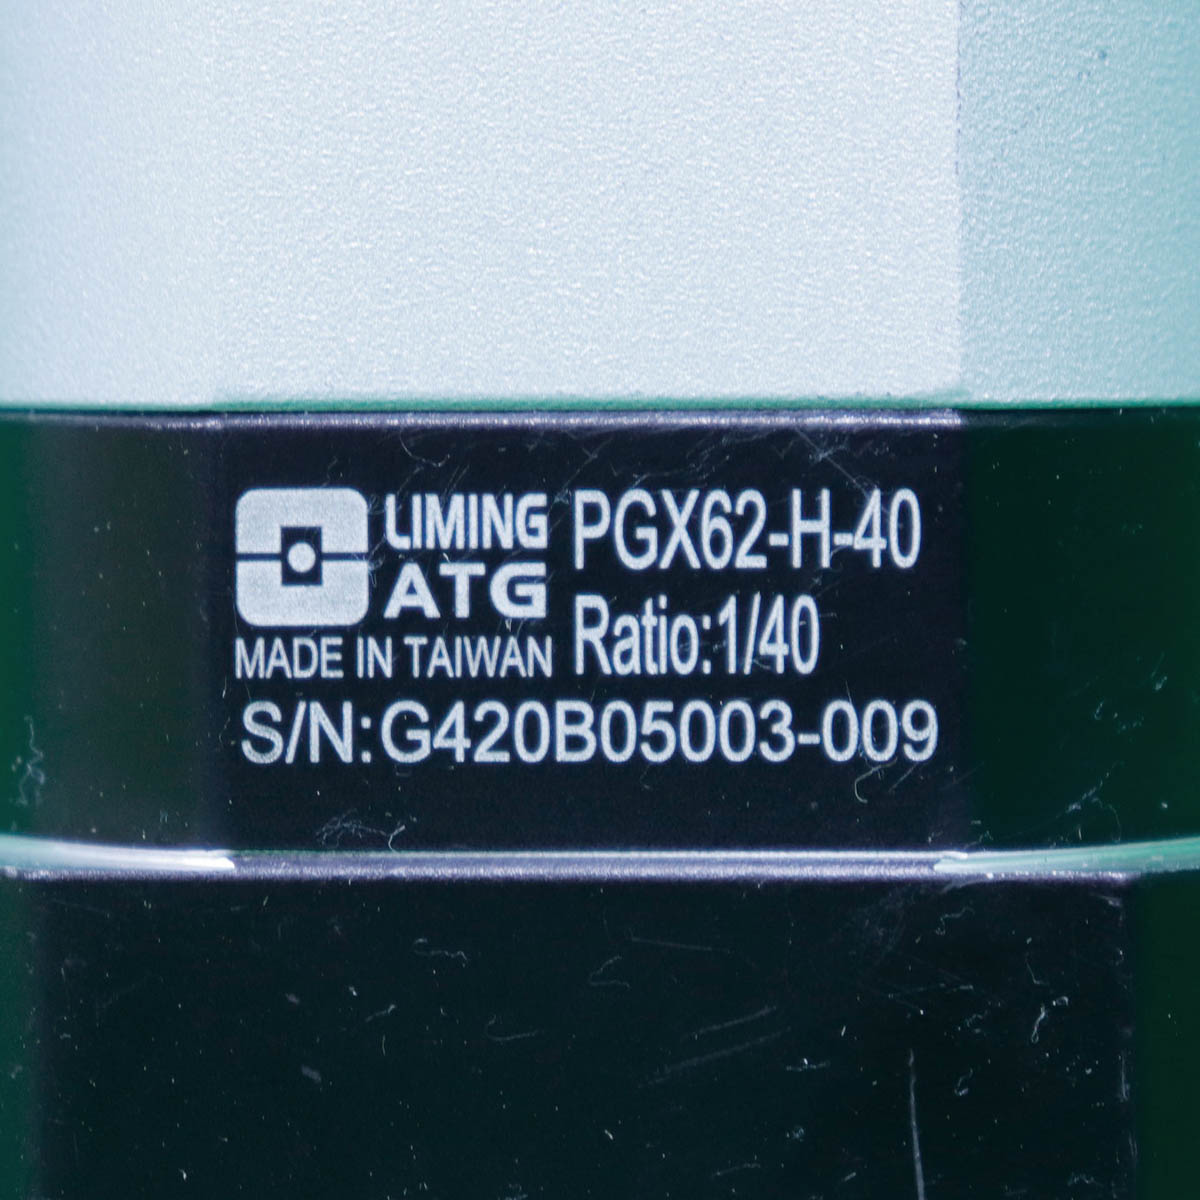 LIMING
ATG
MADE IN TAIWAN
PGX62-H-40
Ratio:1/40
S/N:G420B05003-009